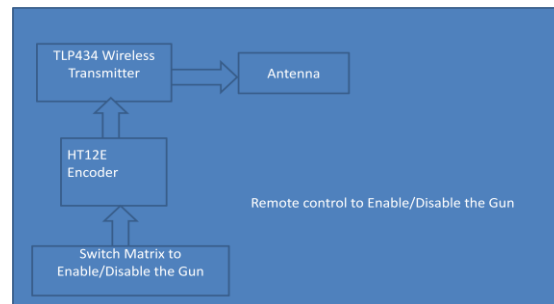 TLP434 Wireless
Transmitter
Antenna
HT12E
Encoder
Remote control to Enable/Disable the Gun
Switch Matrix to
Enable/Disable the Gun